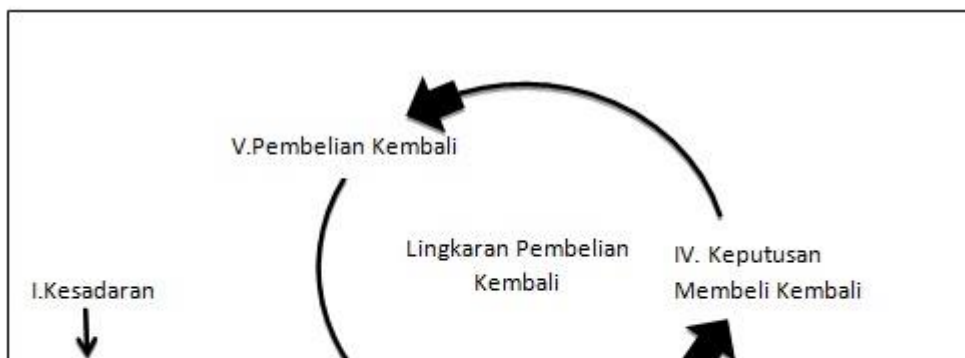 V.Pembelian Kembali
Lingkaran Pembelian
Kembali
IV. Keputusan
Membeli Kembali
I.Kesadaran